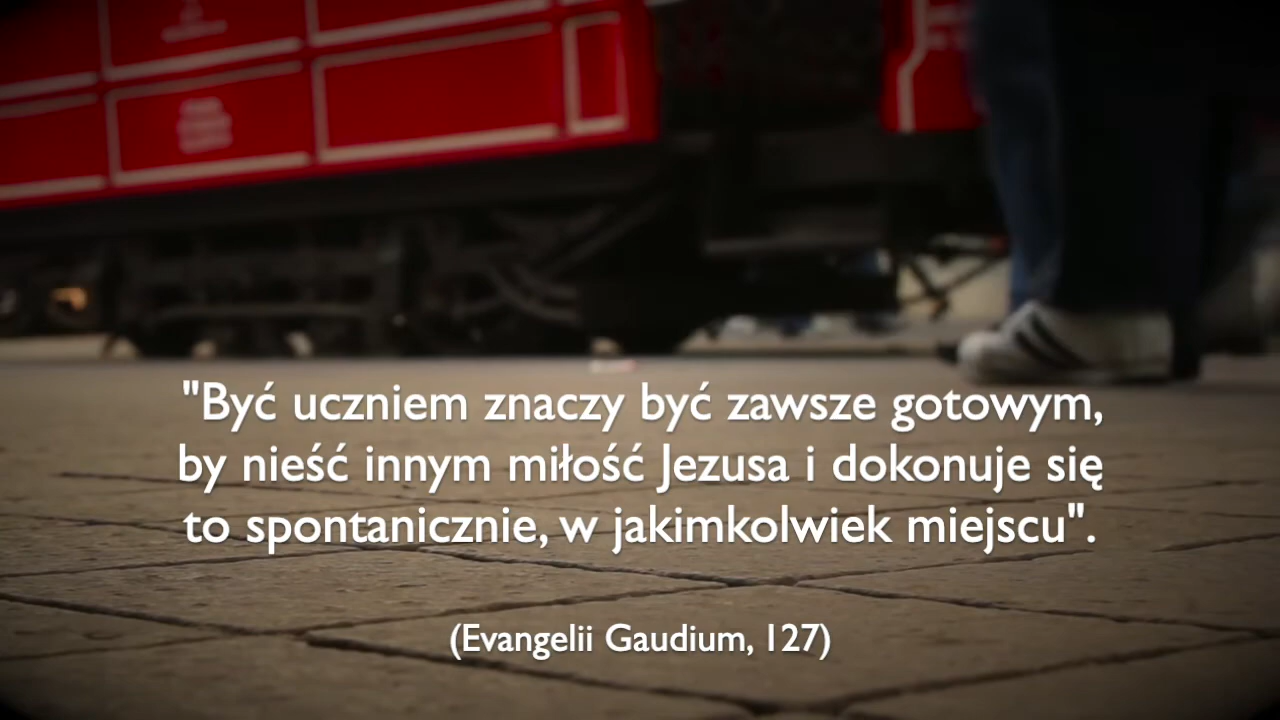 "Być uczniem znaczy być zawsze gotowym,
by nieść innym miłość Jezusa i dokonuje się
to spontanicznie, w jakimkolwiek miejscu".
(Evangelii Gaudium, 127)